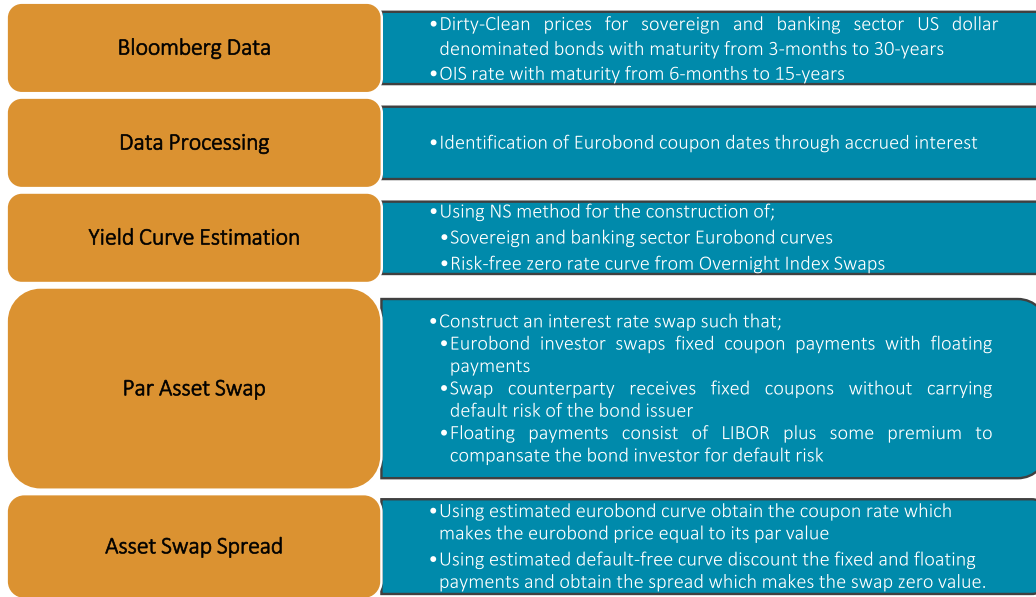 Bloomberg Data
•Dirty-Clean prices for sovereign and banking sector US dollar
denominated bonds with maturity from 3-months to 30-years
•OIS rate with maturity from 6-months to 15-years
Data Processing
•Identification of Eurobond coupon dates through accrued interest
Yield Curve Estimation
•Using NS method for the construction of;
•Sovereign and banking sector Eurobond curves
•Risk-free zero rate curve from Overnight Index Swaps
Par Asset Swap
•Construct an interest rate swap such that;
•Eurobond investor swaps fixed coupon payments with floating
payments
•Swap counterparty receives fixed coupons without carrying
default risk of the bond issuer
•Floating payments consist of LIBOR plus some premium to
compansate the bond investor for default risk
Asset Swap Spread
•Using estimated eurobond curve obtain the coupon rate which
makes the eurobond price equal to its par value
•Using estimated default-free curve discount the fixed and floating
payments and obtain the spread which makes the swap zero value.